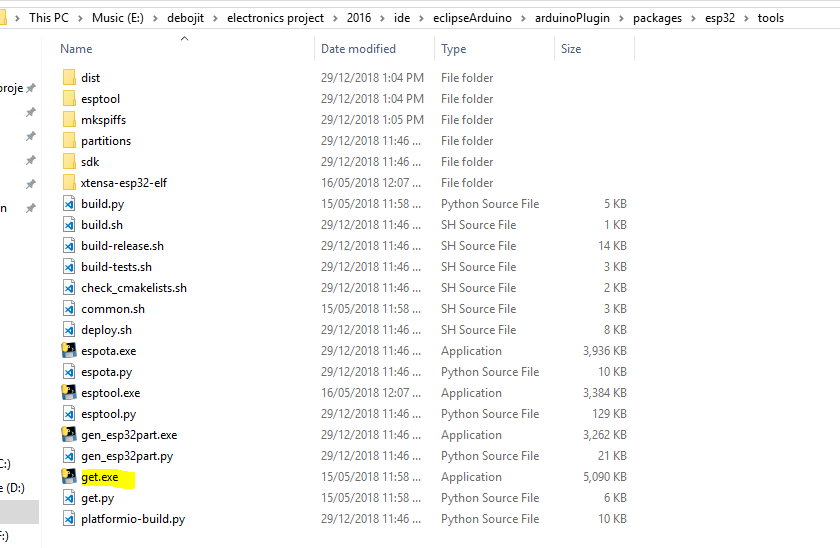 This PC > Music (E:) > debojit > electronics project > 2016 > ide > eclipseArduino > arduinoPlugin > packages > esp32 > tools
Name Date modified Type Size
dist 29/12/2018 1:04 PM File folder
esptool 29/12/2018 1:04 PM File folder
mkspiffs 29/12/2018 1:05 PM File folder
partitions 29/12/2018 11:46 ... File folder
sdk 29/12/2018 11:46 ... File folder
xtensa-esp32-elf 16/05/2018 12:07 ... File folder
build.py 15/05/2018 11:58 ... Python Source File 5 KB
build.sh 29/12/2018 11:46 ... SH Source File 1 KB
build-release.sh 29/12/2018 11:46 ... SH Source File 14 KB
build-tests.sh 29/12/2018 11:46 ... SH Source File 3 KB
check_cmakelists.sh 29/12/2018 11:46 ... SH Source File 2 KB
common.sh 15/05/2018 11:58 ... SH Source File 3 KB
deploy.sh 29/12/2018 11:46 ... SH Source File 8 KB
espota.exe 29/12/2018 11:46 ... Application 3,936 KB
espota.py 29/12/2018 11:46 ... Python Source File 10 KB
esptool.exe 16/05/2018 12:07 ... Application 3,384 KB
esptool.py 29/12/2018 11:46 ... Python Source File 129 KB
gen_esp32part.exe 29/12/2018 11:46 ... Application 3,262 KB
gen_esp32part.py 29/12/2018 11:46 ... Python Source File 21 KB
get.exe 15/05/2018 11:58 ... Application 5,090 KB
get.py 15/05/2018 11:58 ... Python Source File 6 KB
platformio-build.py 29/12/2018 11:46 ... Python Source File 10 KB
proje
n
C:)
e (D:)
F:)